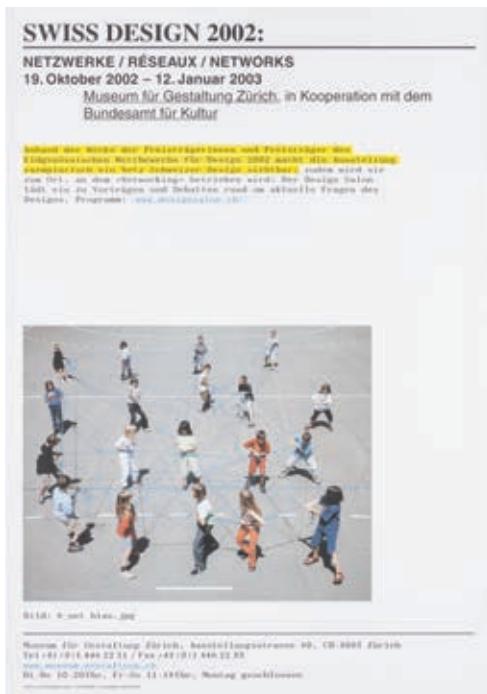 SWISS DESIGN 2002:
NETZWERKE / RÉSEAUX / NETWORKS
19. Oktober 2002 – 12. Januar 2003
Museum für Gestaltung Zürich, in Kooperation mit dem
Bundesamt für Kultur
Anhand der Werke der Preisträgerinnen und Preisträger des
Eidgenössischen Wettbewerbs für Design 2002 macht die Ausstellung
exemplarisch ein Netz Schweizer Design sichtbar; zudem wird sie
zum Ort, an dem «Networking» betrieben wird: Der Design Salon
lädt ein zu Vorträgen und Debatten rund um aktuelle Fragen des
Designs. Programm: www.designsalon.ch
Bild:
Museum für Gestaltung Zürich, Ausstellungsstrasse 60, CH-8005 Zürich
Di-Do 10-20Uhr, Fr-So 11-18Uhr, Montag geschlossen